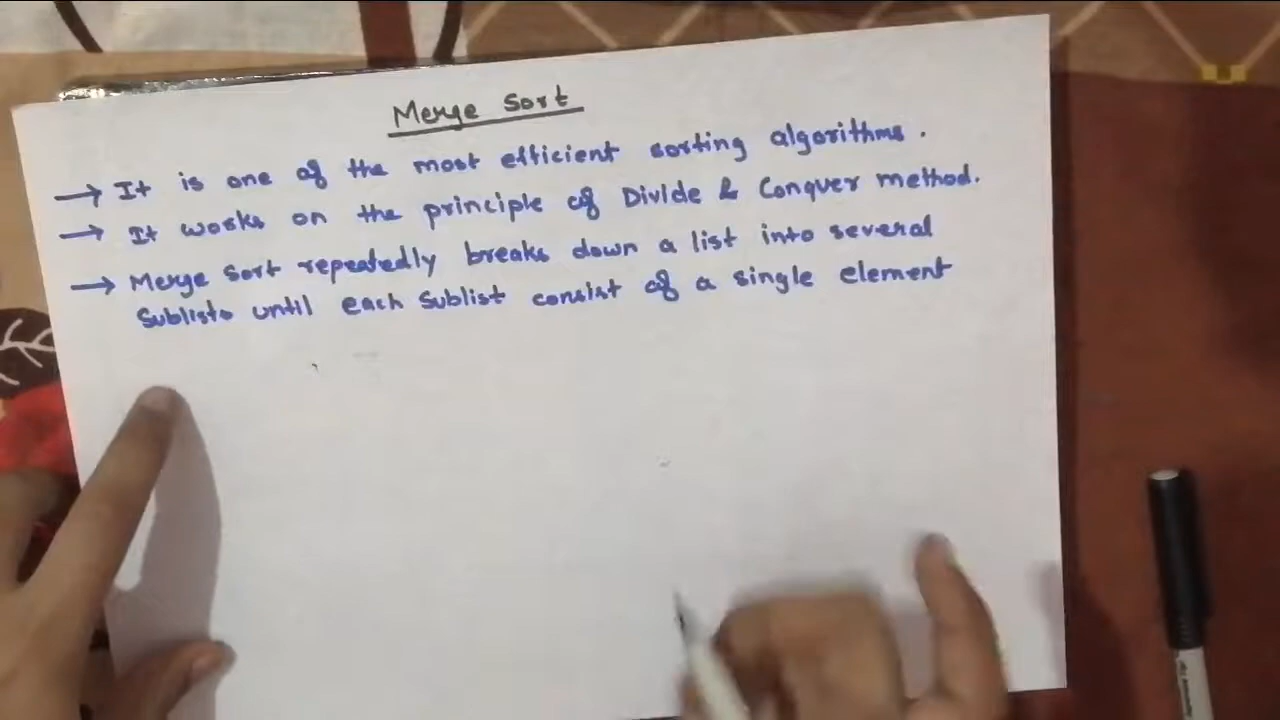 Merge Sort
→ It is one of the most efficient sorting algorithms.
→ It works on the principle of Divide & Conquer method.
→ Merge Sort repeatedly breaks down a list into several
Sublists until each Sublist consist of a single element